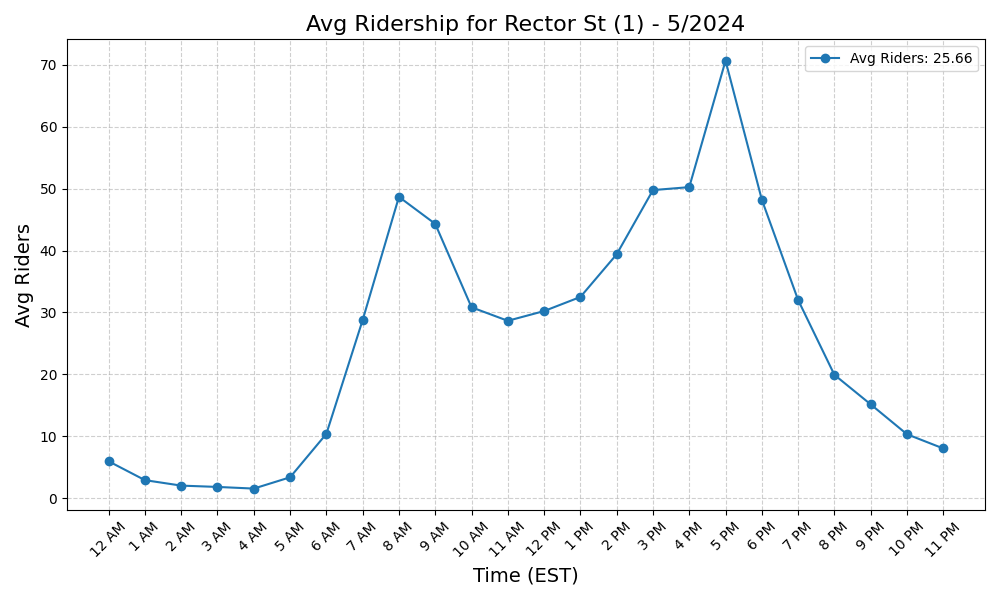 Avg Ridership for Rector St (1) - 5/2024
Avg Riders: 25.66
Avg Riders
70
60
50
40
30
20
10
0
12 AM
1 AM
2 AM
3 AM
4 AM
5 AM
6 AM
7 AM
8 AM
9 AM
10 AM
11 AM
12 PM
1 PM
2 PM
3 PM
4 PM
5 PM
6 PM
7 PM
8 PM
9 PM
10 PM
11 PM
Time (EST)